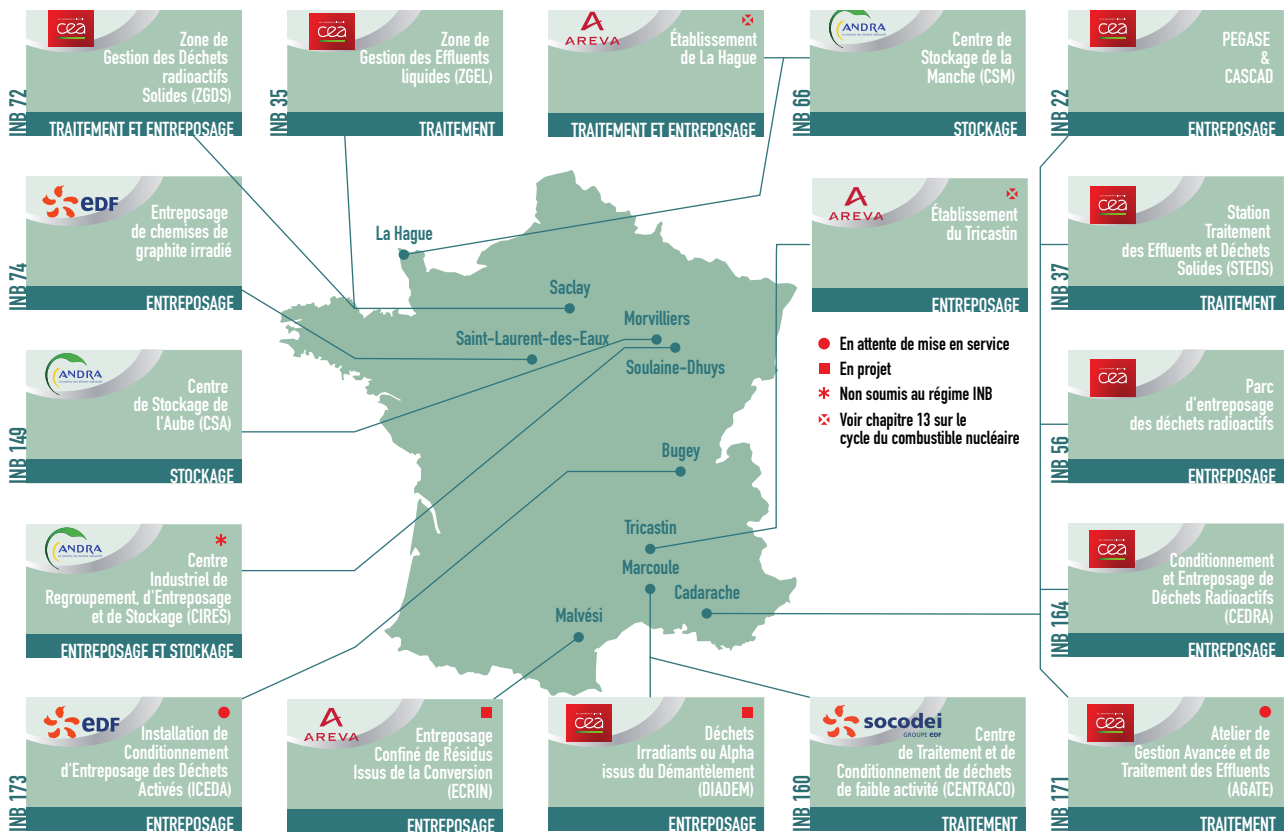 cea
Zone de
Gestion des Déchets
radioactifs
Solides (ZGDS)
INB 72
TRAITEMENT ET ENTREPOSAGE
cea
Zone de
Gestion des Effluents
liquides (ZGEL)
INB 35
TRAITEMENT
AREVA
Établissement
de La Hague
TRAITEMENT ET ENTREPOSAGE
ANDRA
Centre de
Stockage de la
Manche (CSM)
INB 66
STOCKAGE
cea
PEGASE
&
CASCAD
INB 22
ENTREPOSAGE
eDF
Entreposage
de chemises de
graphite irradié
INB 74
ENTREPOSAGE
AREVA
Établissement
du Tricastin
ENTREPOSAGE
cea
Station
Traitement
des Effluents et Déchets
Solides (STEDS)
INB 37
TRAITEMENT
La Hague
Saclay
Saint-Laurent-des-Eaux
Morvilliers
Soulaine-Dhuys
Bugey
Tricastin
Marcoule
Cadarache
Malvési
En attente de mise en service
En projet
Non soumis au régime INB
Voir chapitre 13 sur le
cycle du combustible nucléaire
ANDRA
Centre
de Stockage de
l'Aube (CSA)
INB 149
STOCKAGE
cea
Parc
d'entreposage
des déchets radioactifs
INB 56
ENTREPOSAGE
ANDRA
Centre
Industriel de
Regroupement, d'Entreposage
et de Stockage (CIRES)
ENTREPOSAGE ET STOCKAGE
cea
Conditionnement
et Entreposage de
Déchets Radioactifs
(CEDRA)
INB 164
ENTREPOSAGE
eDF
Installation de
Conditionnement
d'Entreposage des Déchets
Activés (ICEDA)
INB 173
ENTREPOSAGE
AREVA
Entreposage
Confiné de Résidus
Issus de la Conversion
(ECRIN)
ENTREPOSAGE
cea
Déchets
Irradiants ou Alpha
issus du Démantèlement
(DIADEM)
ENTREPOSAGE
socodei
GROUPE eDF
Centre
de Traitement et de
Conditionnement de déchets
de faible activité (CENTRACO)
INB 160
TRAITEMENT
cea
Atelier de
Gestion Avancée et de
Traitement des Effluents
(AGATE)
INB 171
TRAITEMENT